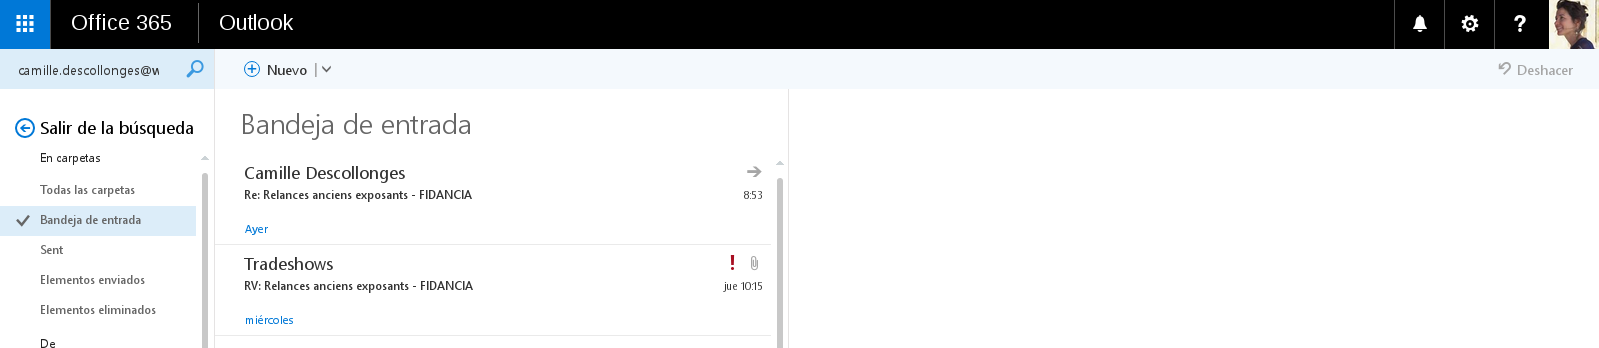 Office 365
Outlook
?
camille.descollonges@w
Nuevo
Deshacer
Salir de la búsqueda
En carpetas
Todas las carpetas
Bandeja de entrada
Sent
Elementos enviados
Elementos eliminados
De
Bandeja de entrada
Camille Descollonges
Re: Relances anciens exposants - FIDANCIA
8:53
Ayer
Tradeshows
!
RV: Relances anciens exposants - FIDANCIA
jue 10:15
miércoles